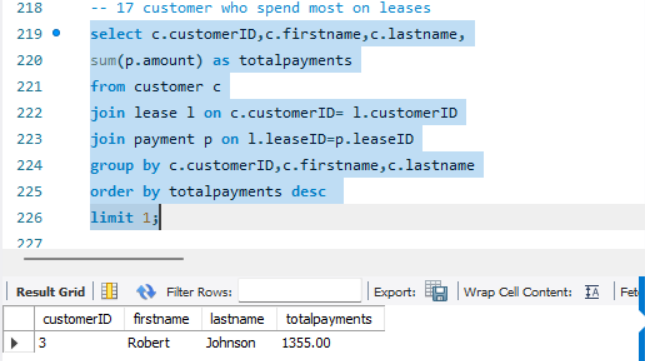 218 -- 17 customer who spend most on leases
219 select c.customerID,c.firstname,c.lastname,
220 sum(p.amount) as totalpayments
221 from customer c
222 join lease l on c.customerID= l.customerID
223 join payment p on l.leaseID=p.leaseID
224 group by c.customerID,c.firstname,c.lastname
225 order by totalpayments desc
226 limit 1;
227
Result Grid Filter Rows: Export: Wrap Cell Content: Fet
customerID firstname lastname totalpayments
3 Robert Johnson 1355.00